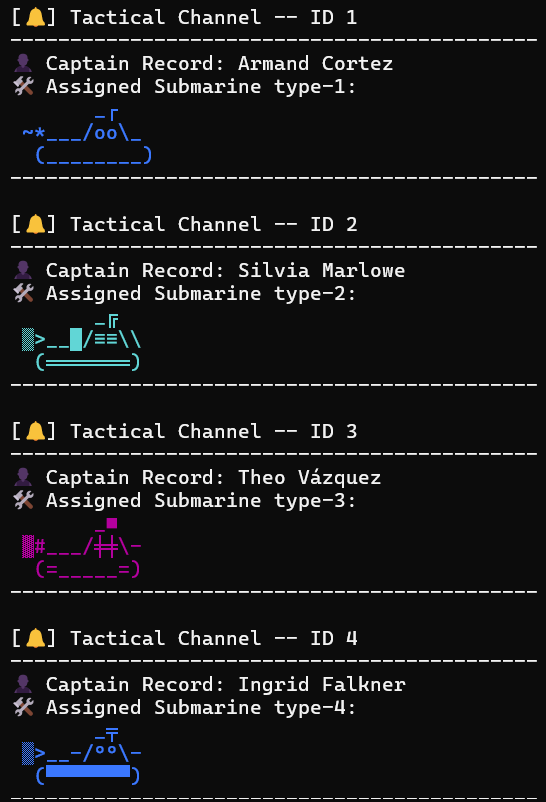 [🔔] Tactical Channel -- ID 1
--------------------------------------------
👤 Captain Record: Armand Cortez
🛠 Assigned Submarine type-1:
       _┌
 ~*___/oo\_
  (________)
--------------------------------------------
[🔔] Tactical Channel -- ID 2
--------------------------------------------
👤 Captain Record: Silvia Marlowe
🛠 Assigned Submarine type-2:
       _╔
 ▒>__█/≡≡\\
  (═══════)
--------------------------------------------
[🔔] Tactical Channel -- ID 3
--------------------------------------------
👤 Captain Record: Theo Vázquez
🛠 Assigned Submarine type-3:
       _■
 ▒#___/╫╫\-
  (=_____=)
--------------------------------------------
[🔔] Tactical Channel -- ID 4
--------------------------------------------
👤 Captain Record: Ingrid Falkner
🛠 Assigned Submarine type-4:
       _╤
 ▒>__-/°°\-
  (▀▀▀▀▀▀▀)
--------------------------------------------